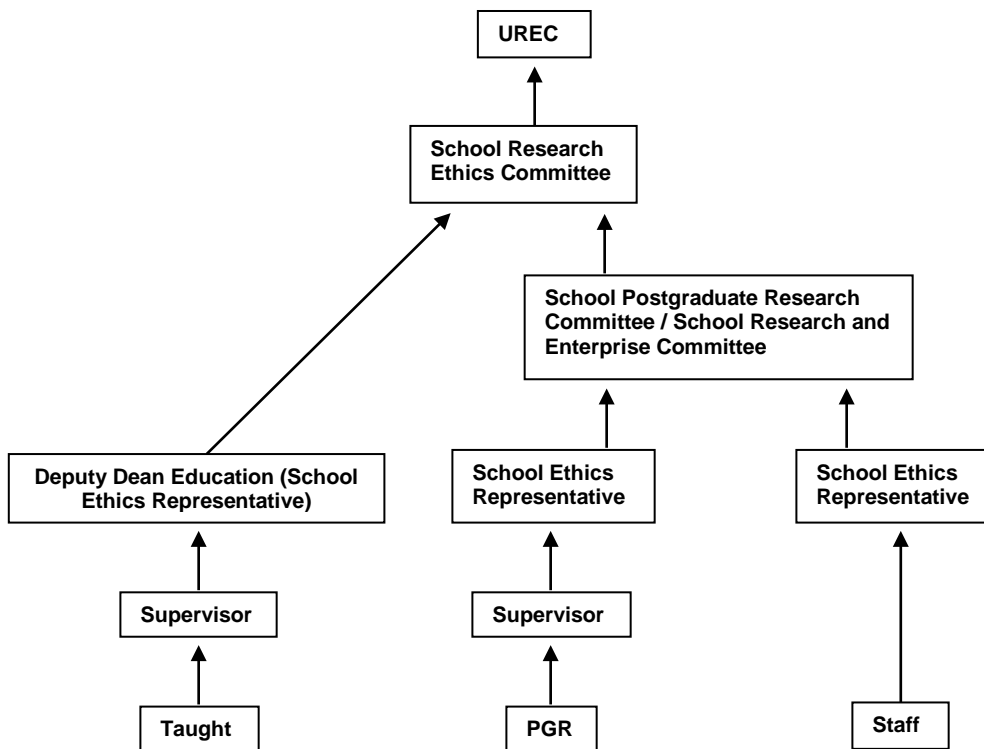 UREC
School Research
Ethics Committee
School Postgraduate Research
Committee / School Research and
Enterprise Committee
Deputy Dean Education (School
Ethics Representative)
School Ethics
Representative
School Ethics
Representative
Supervisor
Supervisor
Taught
PGR
Staff